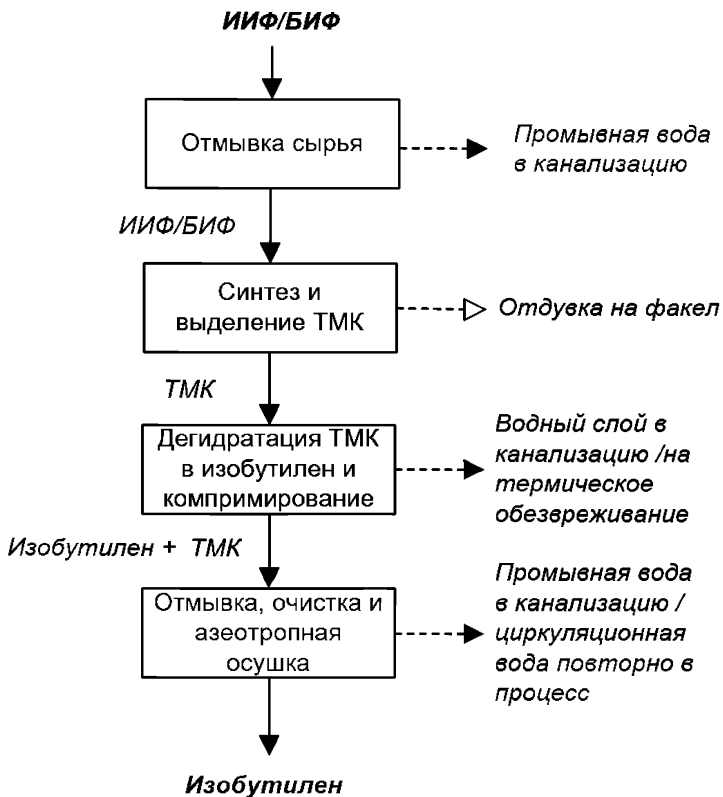 ИИФ/БИФ
Отмывка сырья
Промывная вода
в канализацию
ИИФ/БИФ
Синтез и
выделение ТМК
Отдувка на факел
ТМК
Дегидратация ТМК
в изобутилен и
компримирование
Водный слой в
канализацию /на
термическое
обезвреживание
Изобутилен + ТМК
Отмывка, очистка и
азеотропная
осушка
Промывная вода
в канализацию /
циркуляционная
вода повторно в
процесс
Изобутилен